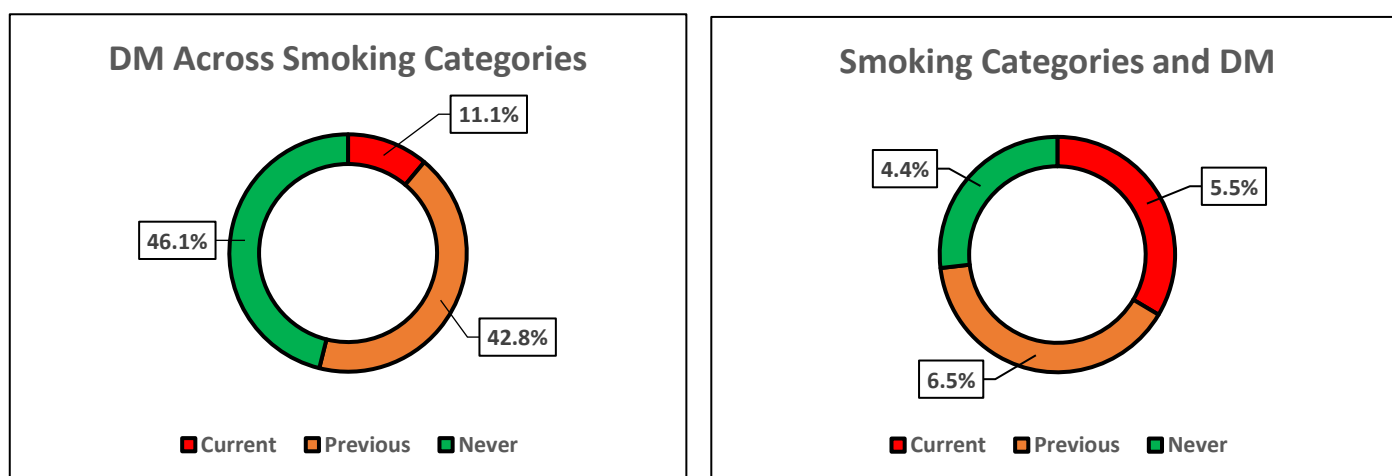 DM Across Smoking Categories
11.1%
46.1%
42.8%
Current Previous Never
Smoking Categories and DM
4.4%
5.5%
6.5%
Current Previous Never